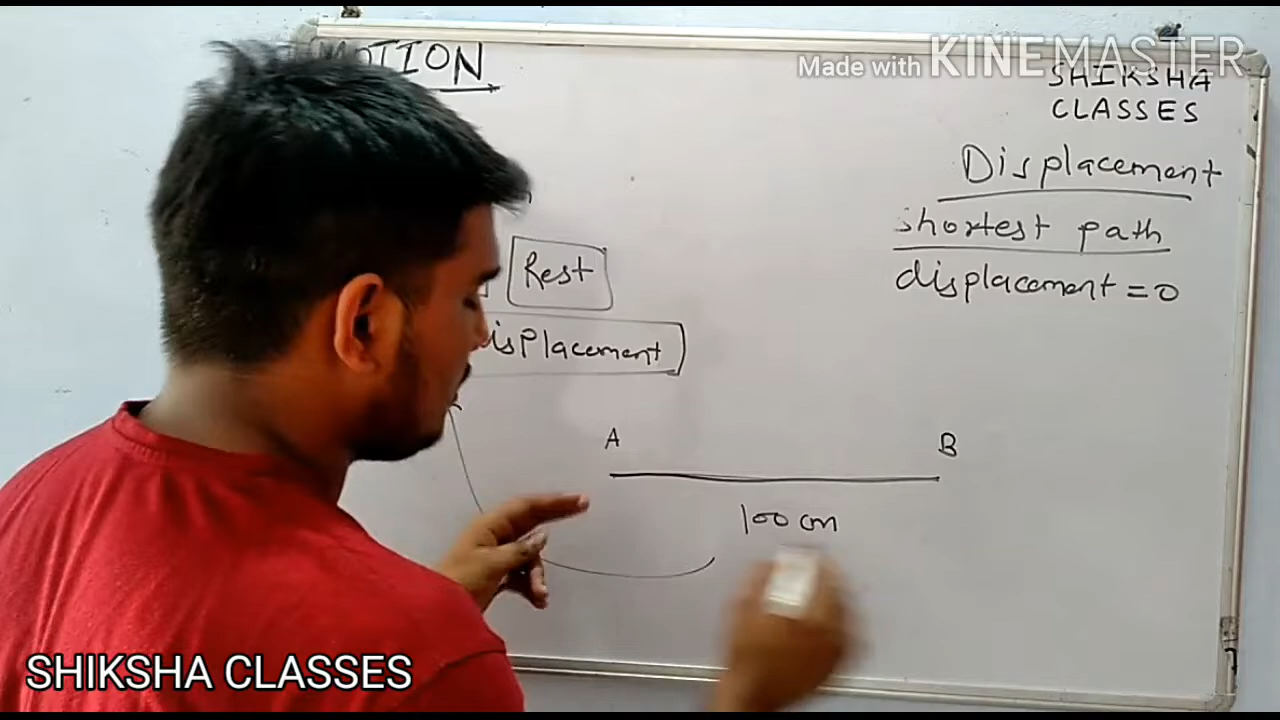 MOTION
Made with KINEMASTER
SHIKSHA
CLASSES
Displacement
shortest path
displacement = 0
Rest
isplacement
A
B
100 cm
SHIKSHA CLASSES